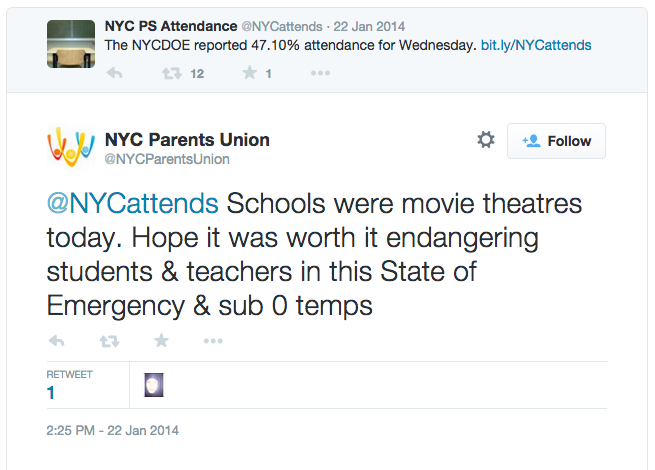 NYC PS Attendance @NYCattends · 22 Jan 2014
The NYCDOE reported 47.10% attendance for Wednesday. bit.ly/NYCattends
12 1
NYC Parents Union
@NYCParentsUnion
Follow
@NYCattends Schools were movie theatres
today. Hope it was worth it endangering
students & teachers in this State of
Emergency & sub 0 temps
RETWEET
1
2:25 PM - 22 Jan 2014